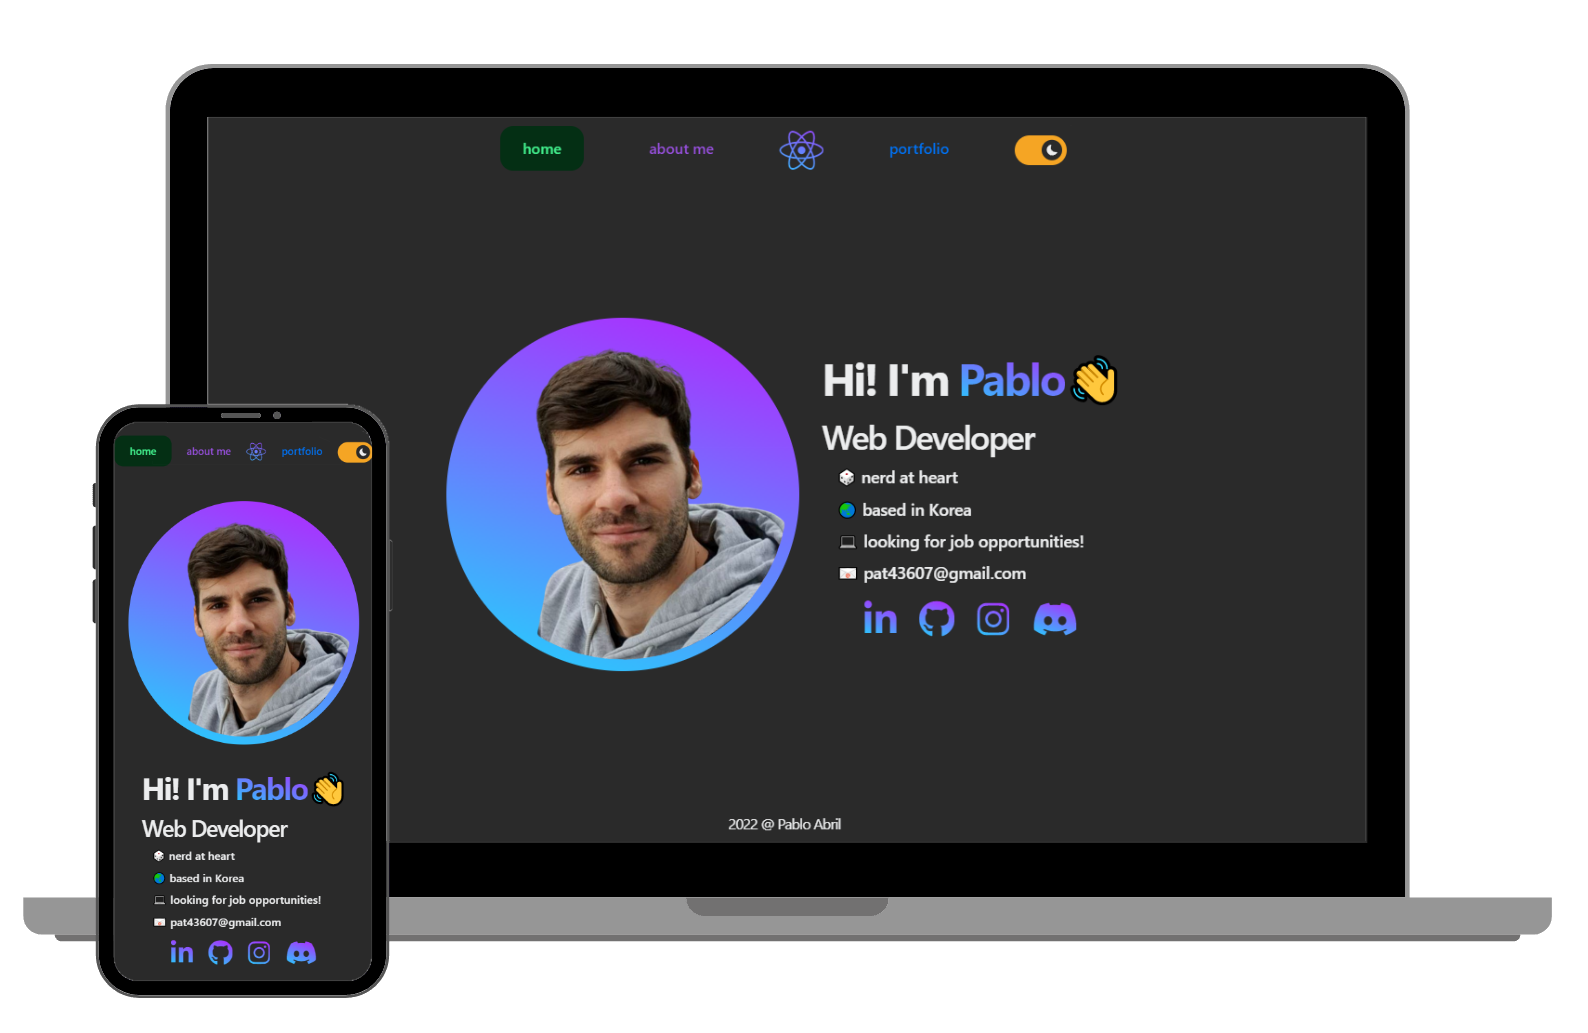 home about me portfolio
Hi! I'm Pablo
Web Developer
nerd at heart
based in Korea
looking for job opportunities!
pat43607@gmail.com
in
2022 @ Pablo Abril
home about me portfolio
Hi! I'm Pablo
Web Developer
nerd at heart
based in Korea
looking for job opportunities!
pat43607@gmail.com
in